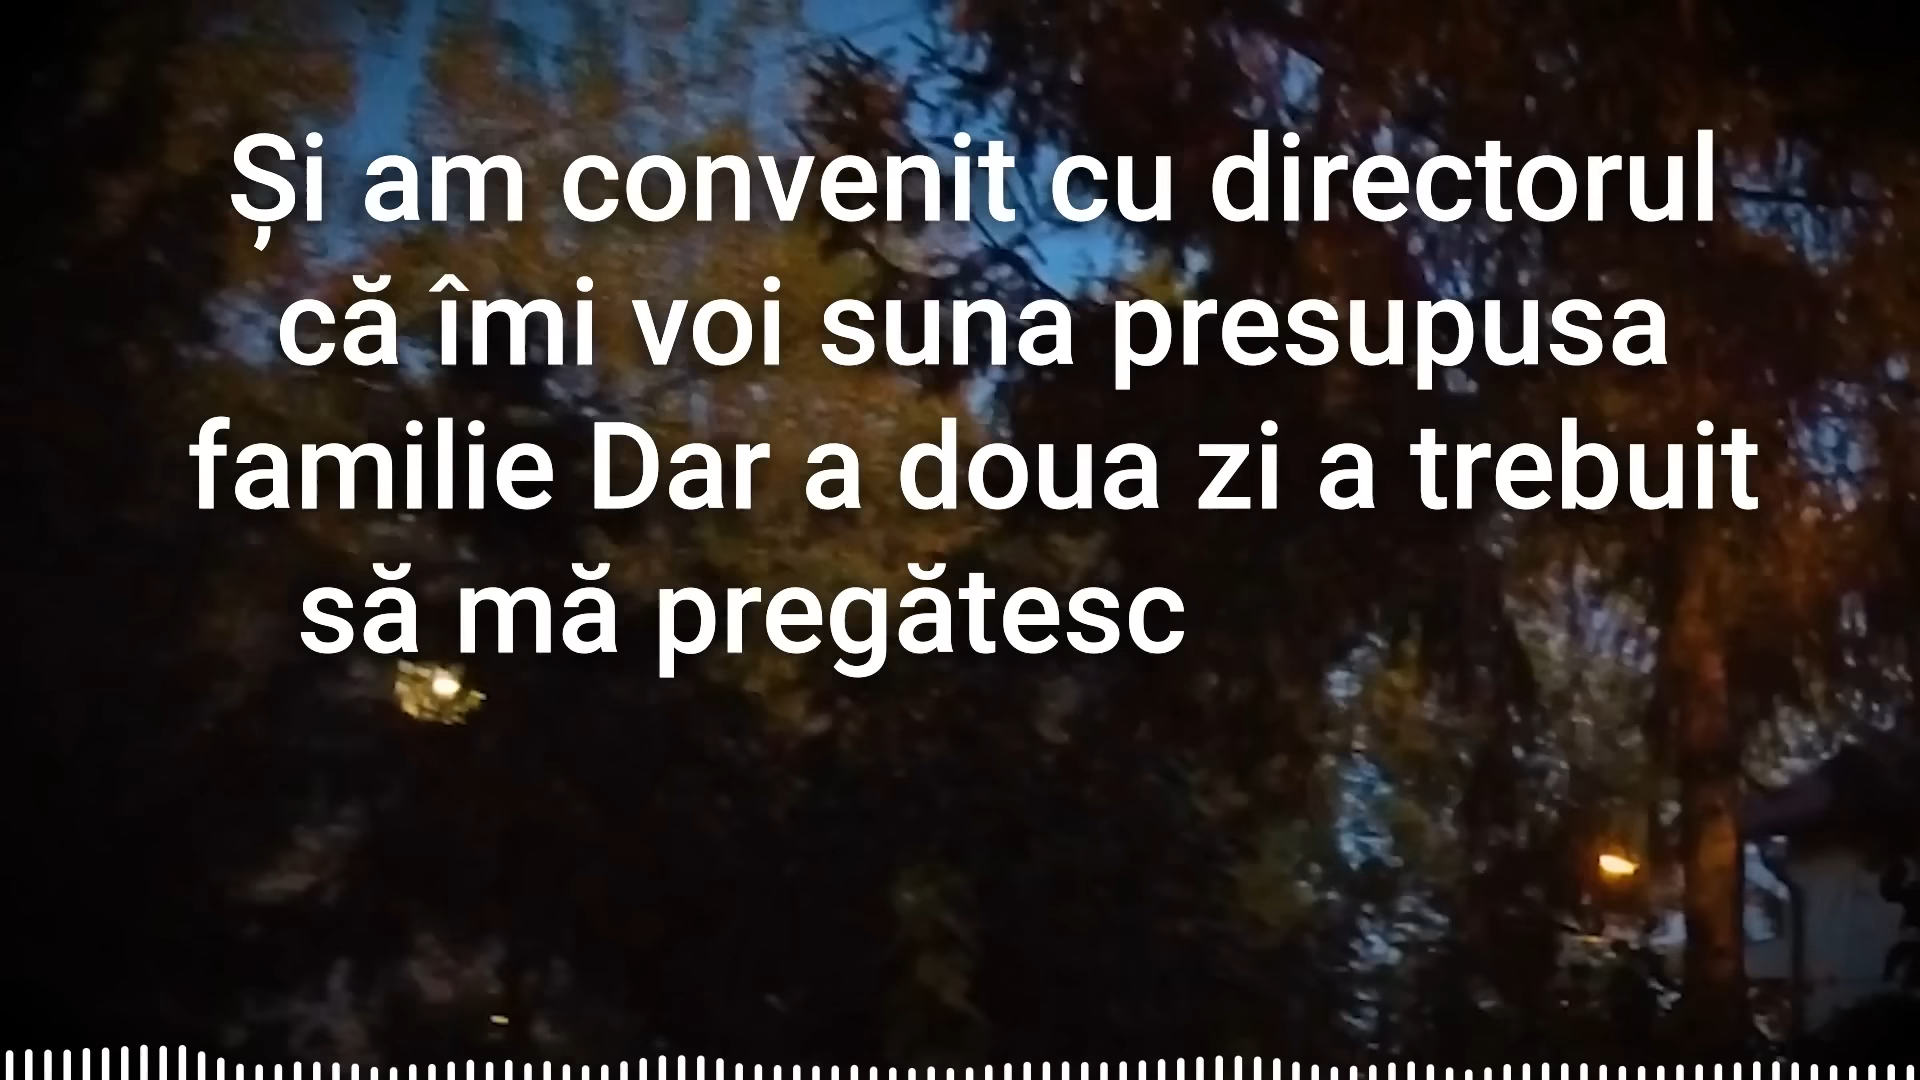 Și am convenit cu directorul
că îmi voi suna presupusa
familie Dar a doua zi a trebuit
să mă pregătesc